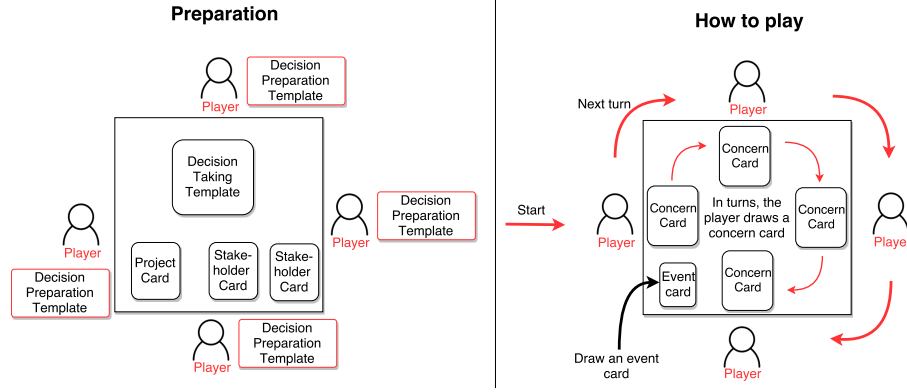 Preparation
Decision
Preparation
Template
Player
Decision
Taking
Template
Player
Decision
Preparation
Template
Player
Decision
Preparation
Template
Project
Card
Stake-
holder
Card
Stake-
holder
Card
Player
Decision
Preparation
Template
How to play
Next turn
Player
Start
Concern
Card
Player
Concern
Card
In turns, the
player draws a
concern card
Concern
Card
Player
Event
card
Concern
Card
Draw an event
card
Player